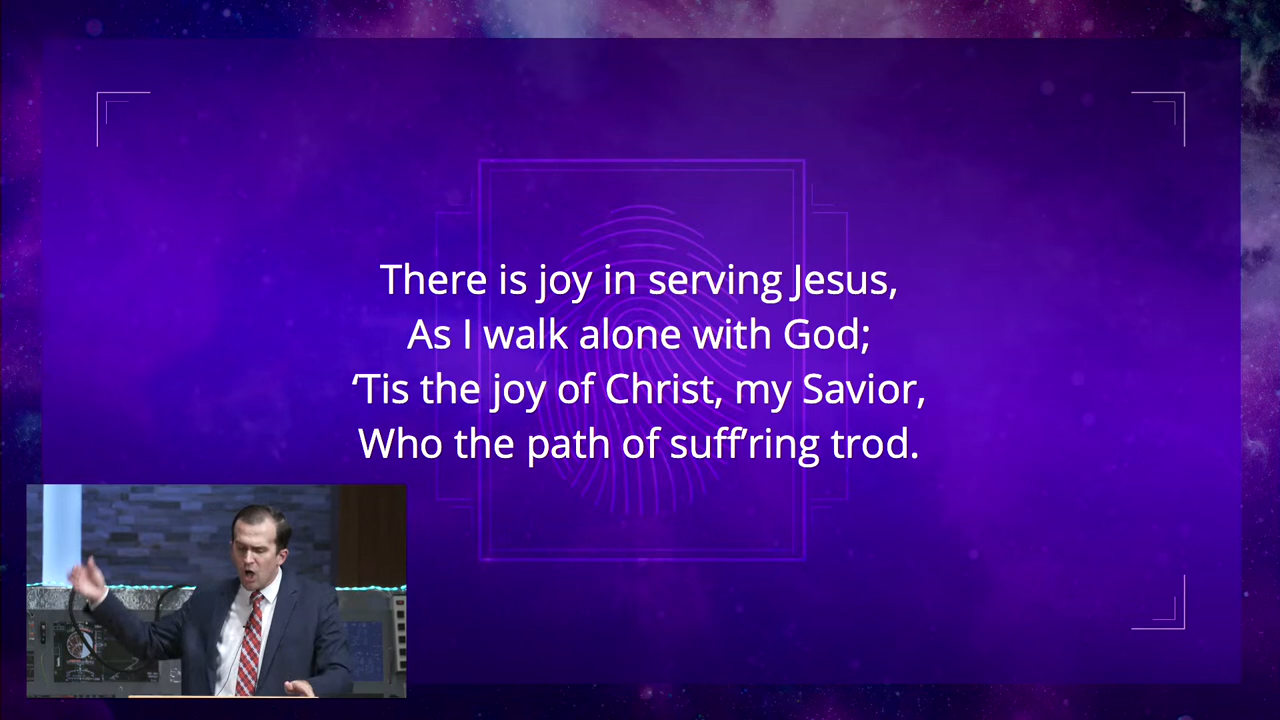 There is joy in serving Jesus,
As I walk alone with God;
‘Tis the joy of Christ, my Savior,
Who the path of suff’ring trod.